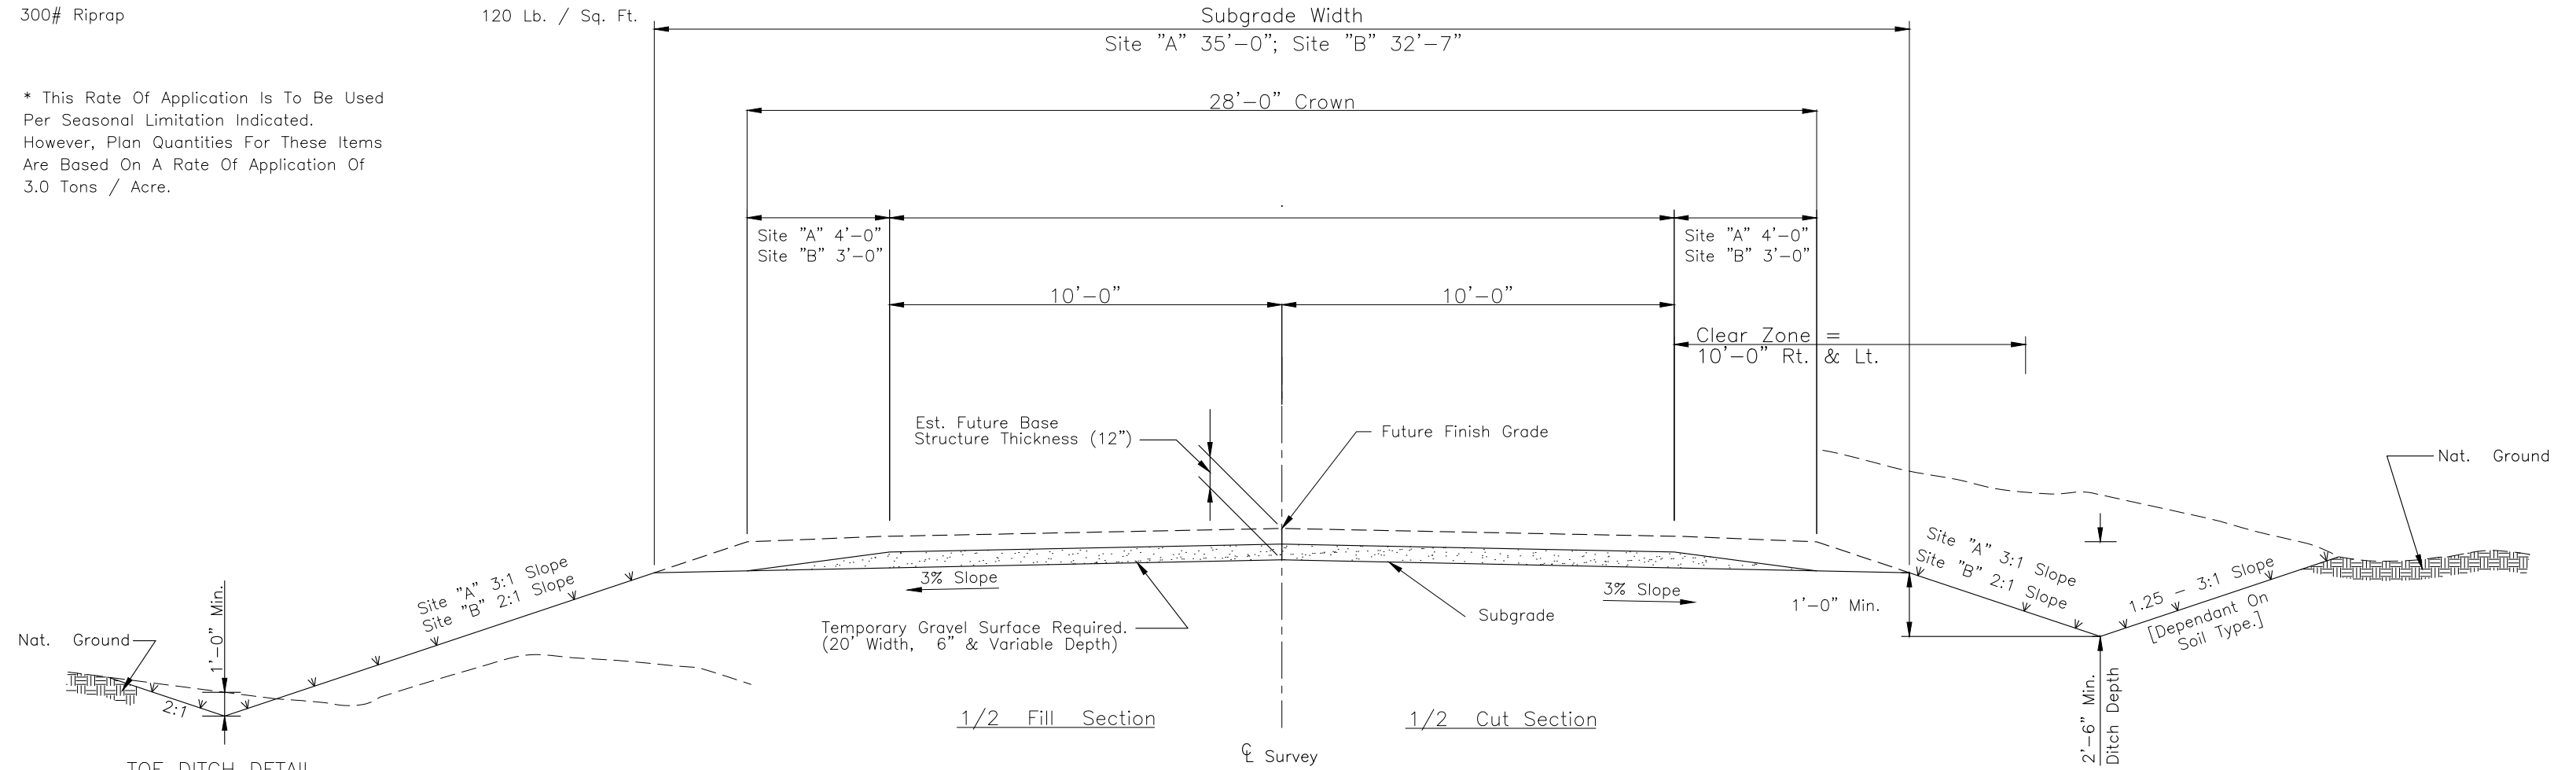 300# Riprap 120 Lb. / Sq. Ft.
Subgrade Width
Site "A" 35'-0"; Site "B" 32'-7"
* This Rate Of Application Is To Be Used
Per Seasonal Limitation Indicated.
However, Plan Quantities For These Items
Are Based On A Rate Of Application Of
3.0 Tons / Acre.
28'-0" Crown
Site "A" 4'-0"
Site "B" 3'-0"
Site "A" 4'-0"
Site "B" 3'-0"
10'-0"
10'-0"
Clear Zone =
10'-0" Rt. & Lt.
Est. Future Base
Structure Thickness (12")
Future Finish Grade
Nat. Ground
Site "A" 3:1 Slope
Site "B" 2:1 Slope
3% Slope
3% Slope
Site "A" 3:1 Slope
Site "B" 2:1 Slope
1.25 - 3:1 Slope
[Dependant On
Soil Type.]
1'-0" Min.
1'-0" Min.
Subgrade
Temporary Gravel Surface Required.
(20' Width, 6" & Variable Depth)
Nat. Ground
2:1
1/2 Fill Section
1/2 Cut Section
2'-6" Min.
Ditch Depth
℄ Survey
TOE DITCH DETAIL